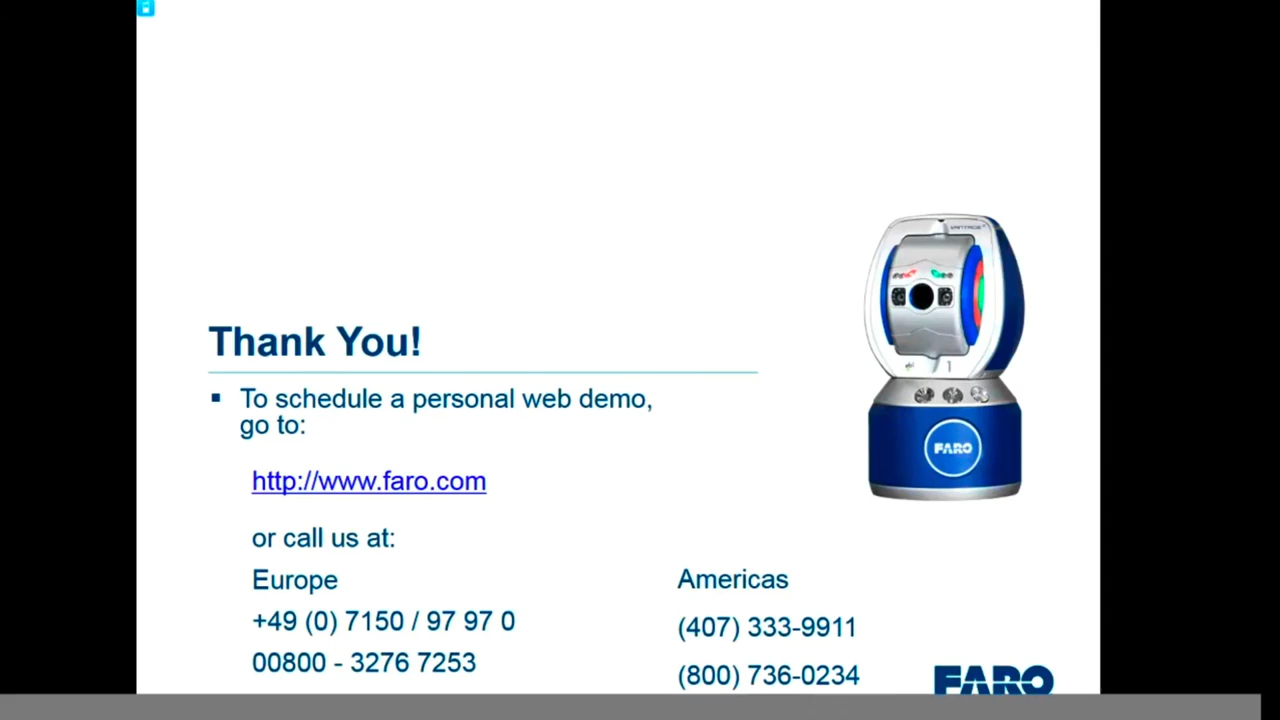 VANTAGE
FARO
Thank You!
▪ To schedule a personal web demo,
go to:
http://www.faro.com
or call us at:
Europe
+49 (0) 7150 / 97 97 0
00800 - 3276 7253
Americas
(407) 333-9911
(800) 736-0234
FARO